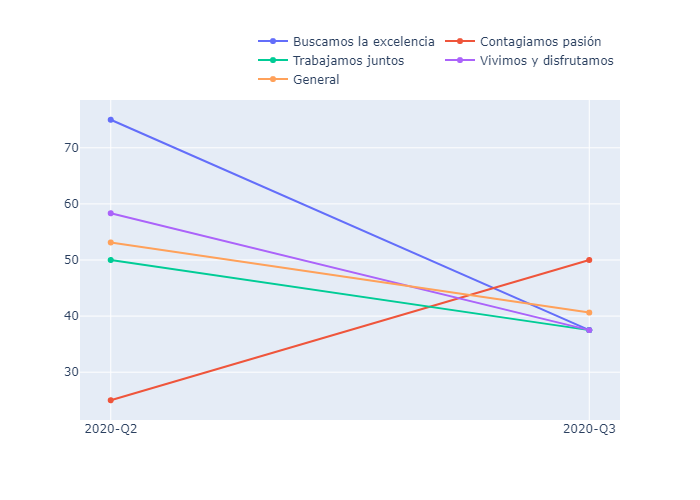 Buscamos la excelencia Contagiamos pasión
Trabajamos juntos Vivimos y disfrutamos
General
70
60
50
40
30
2020-Q2 2020-Q3